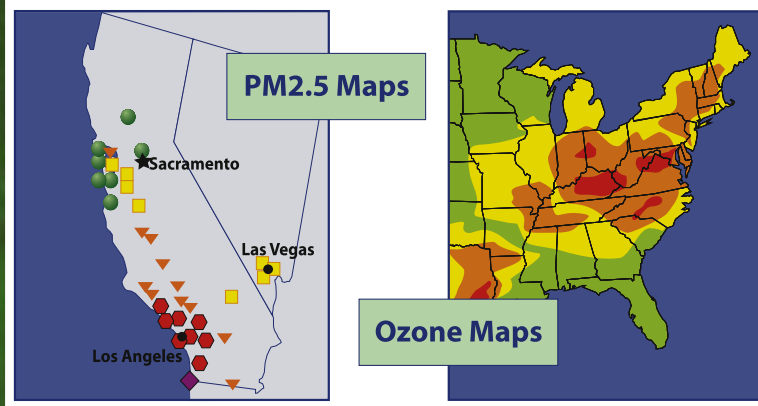 PM2.5 Maps
Sacramento
Las Vegas
Ozone Maps
Los Angeles